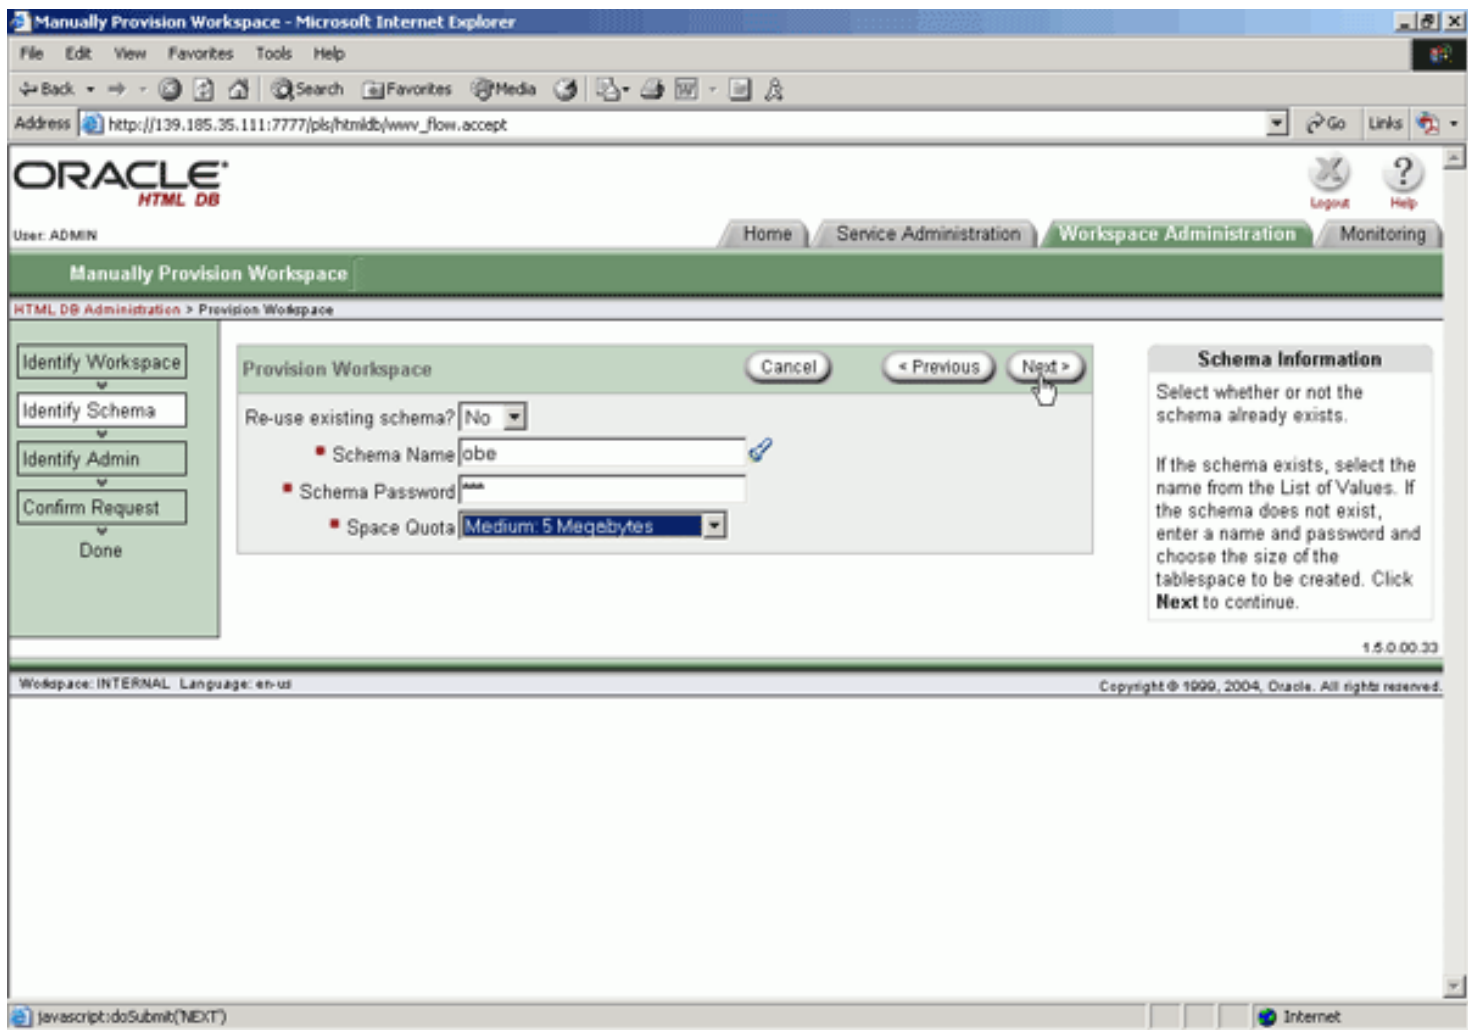 Manually Provision Workspace - Microsoft Internet Explorer
File Edit View Favorites Tools Help
Back Search Favorites Media
Address http://139.185.35.111:7777/pls/htmldb/wwv_flow.accept Go Links
ORACLE
HTML DB
Logout Help
User: ADMIN
Home Service Administration Workspace Administration Monitoring
Manually Provision Workspace
HTML DB Administration > Provision Workspace
Identify Workspace
Identify Schema
Identify Admin
Confirm Request
Done
Provision Workspace Cancel < Previous Next >
Re-use existing schema? No
Schema Name obe
Schema Password ***
Space Quota Medium: 5 Megabytes
Schema Information
Select whether or not the
schema already exists.
If the schema exists, select the
name from the List of Values. If
the schema does not exist,
enter a name and password and
choose the size of the
tablespace to be created. Click
Next to continue.
1.5.0.00.33
Workspace: INTERNAL Language: en-us
Copyright © 1999, 2004, Oracle. All rights reserved.
javascript:doSubmit('NEXT') Internet